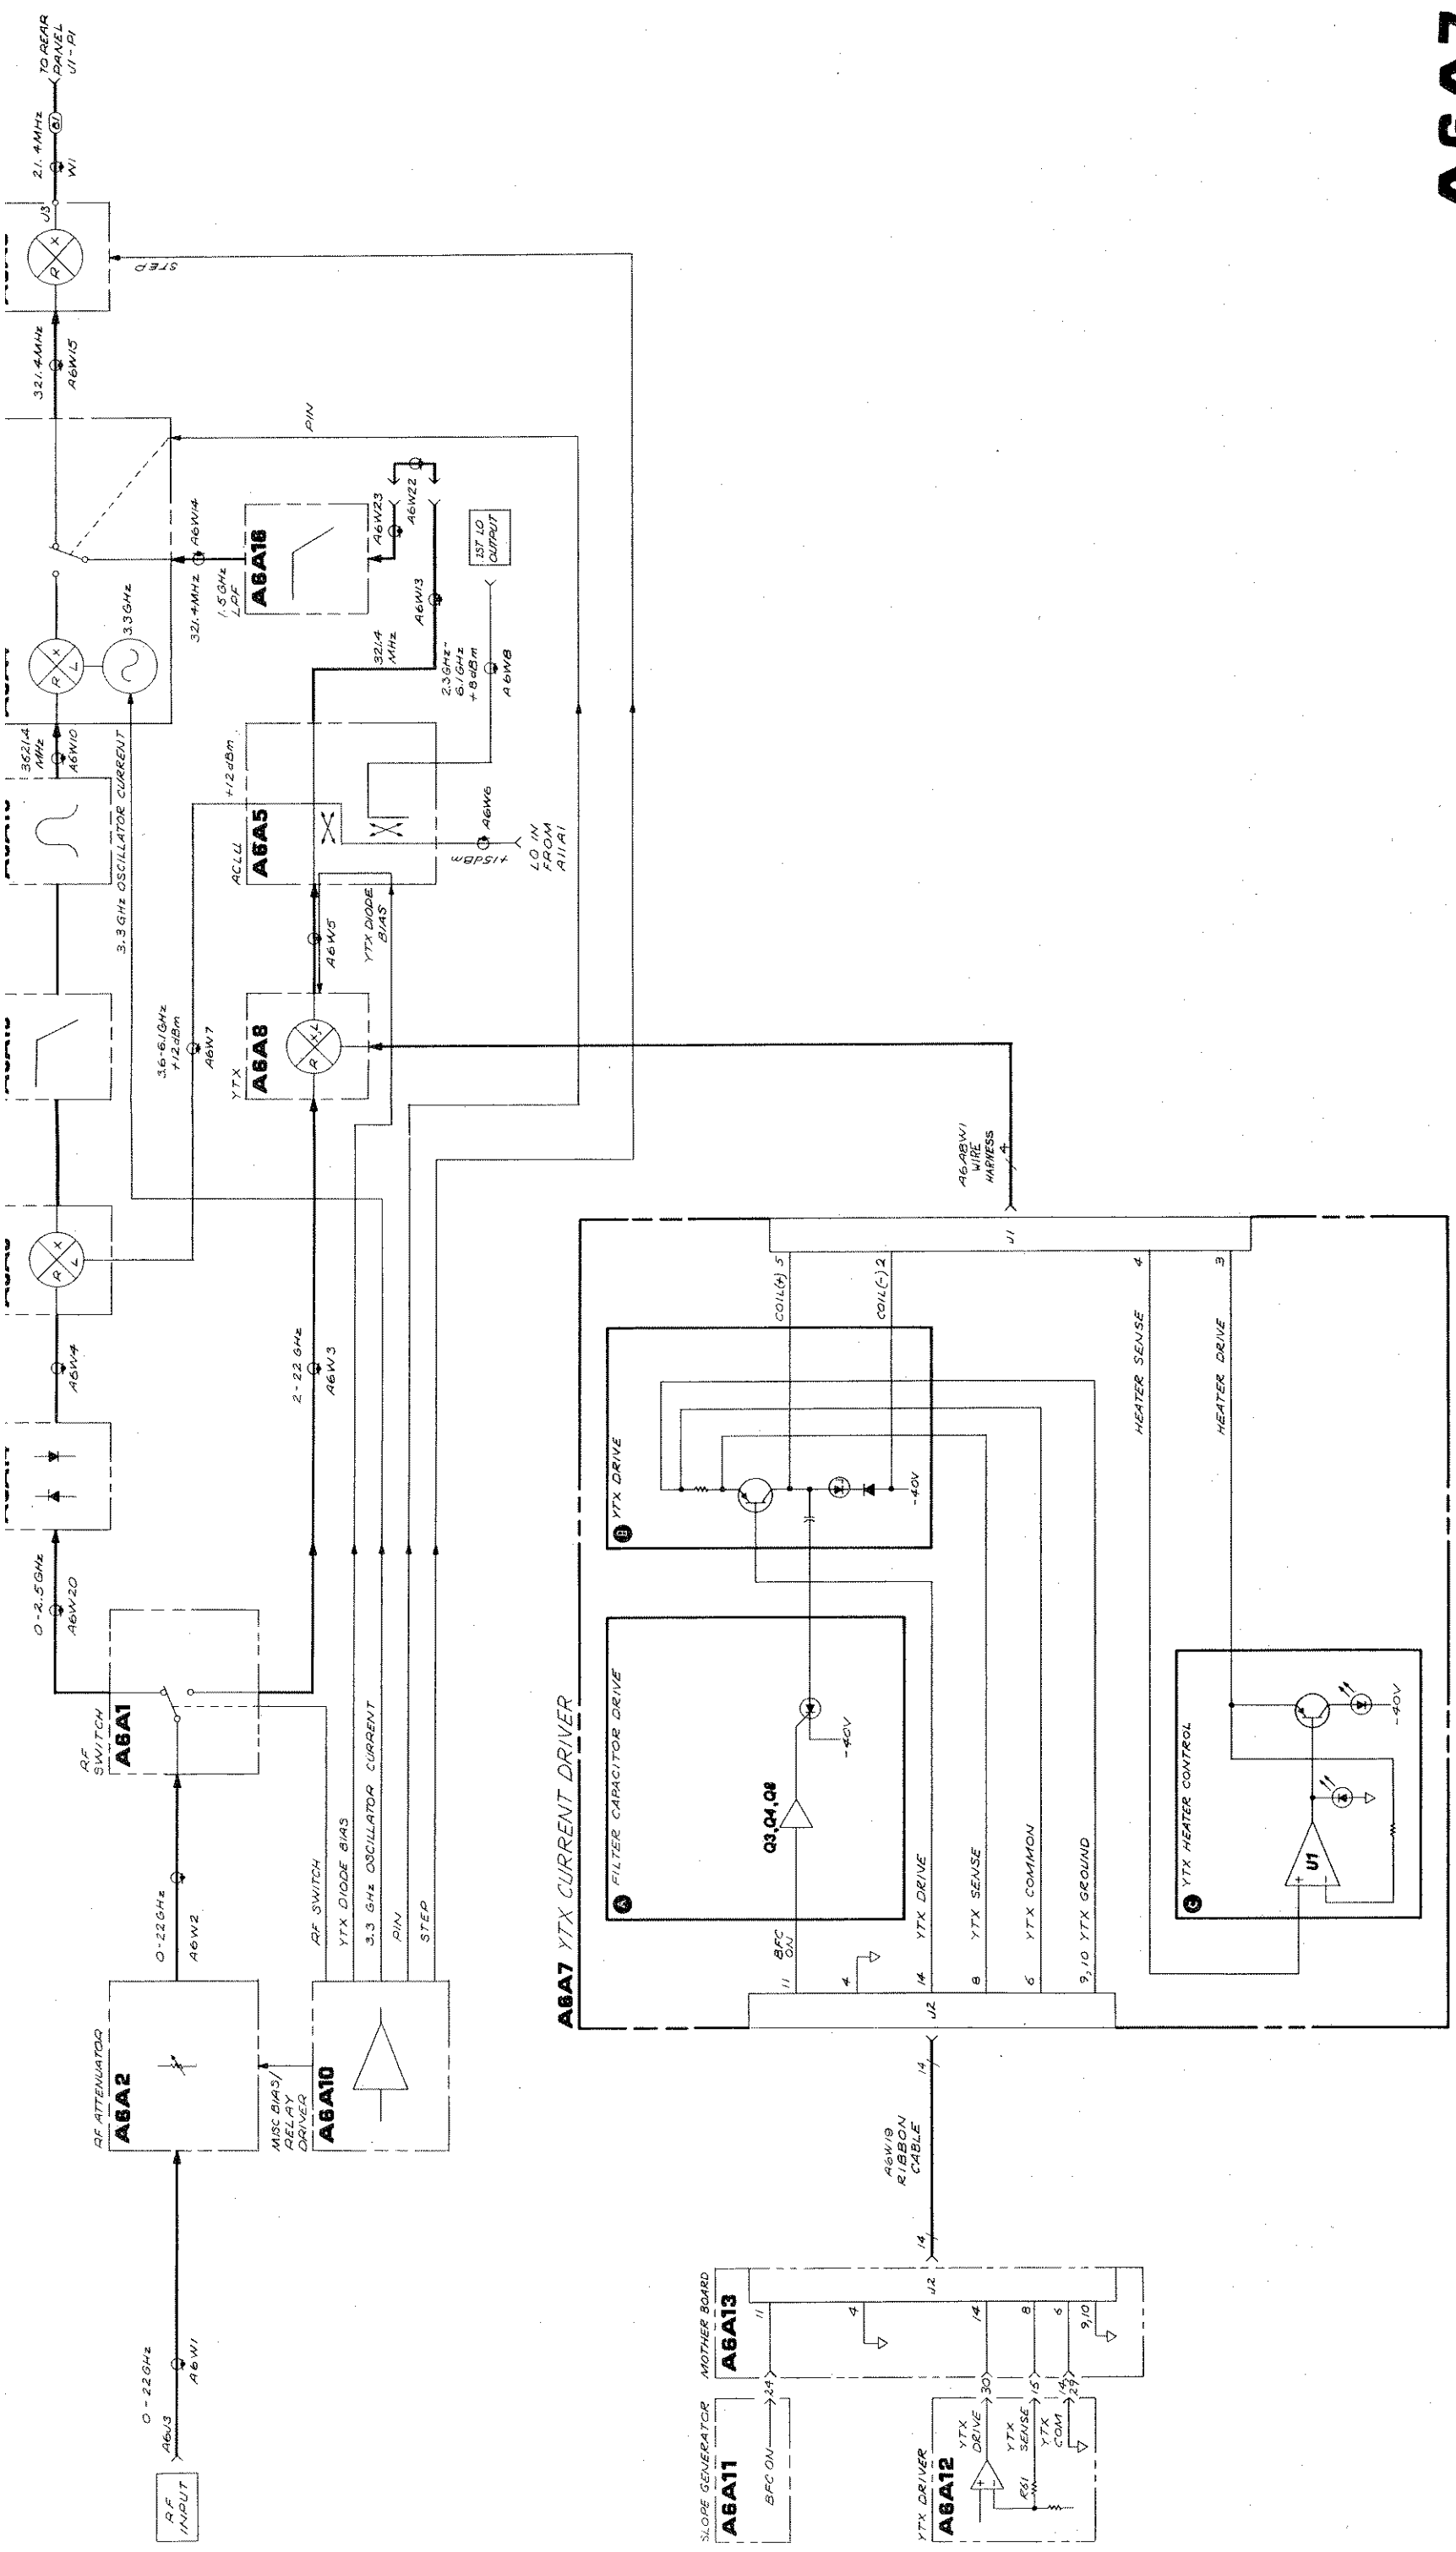 RF
INPUT
A6J3
0 - 22GHz
A6W1
RF ATTENUATOR
A6A2
0-22GHz
A6W2
RF
SWITCH
A6A1
0-2.5 GHz
A6W20
A6W4
3621.4
MHz
A6W10
3.3GHz
321.4MHz
A6W15
J3
21.4MHz
W1
81
TO REAR
PANEL
J1-P1
R X
L
R X
L
R X
STEP
MISC BIAS/
RELAY
DRIVER
A6A10
RF SWITCH
YTX DIODE BIAS
3.3 GHz OSCILLATOR CURRENT
PIN
STEP
2-22 GHz
A6W3
3.6-6.1GHz
+12dBm
A6W7
3.3 GHz OSCILLATOR CURRENT
YTX
A6A8
R X,L
A6W5
YTX DIODE
BIAS
ACLU
+12dBm
A6A5
+15dBm
A6W6
LO IN
FROM
A11A1
321.4
MHz
A6W13
2.3GHz-
6.1GHz
+8dBm
A6W8
1ST LO
OUTPUT
A6W22
A6W23
A6A16
1.5GHz
LPF
321.4MHz
A6W14
PIN
A6A8W1
WIRE
HARNESS
4
A6A7 YTX CURRENT DRIVER
A FILTER CAPACITOR DRIVE
Q3,Q4,Q8
-40V
B YTX DRIVE
-40V
COIL(+) 5
COIL(-) 2
J1
HEATER SENSE 4
HEATER DRIVE 3
C YTX HEATER CONTROL
U1
+
-
-40V
BFC
ON
11
4
14 YTX DRIVE
8 YTX SENSE
6 YTX COMMON
9,10 YTX GROUND
J2
14
A6W19
RIBBON
CABLE
14
MOTHER BOARD
A6A13
J2
11
4
14
8
6
9,10
SLOPE GENERATOR
A6A11
BFC ON
24
YTX DRIVER
A6A12
YTX
DRIVE
30
YTX
SENSE
15
YTX
COM
14,
29
R61
+
-
A6A7